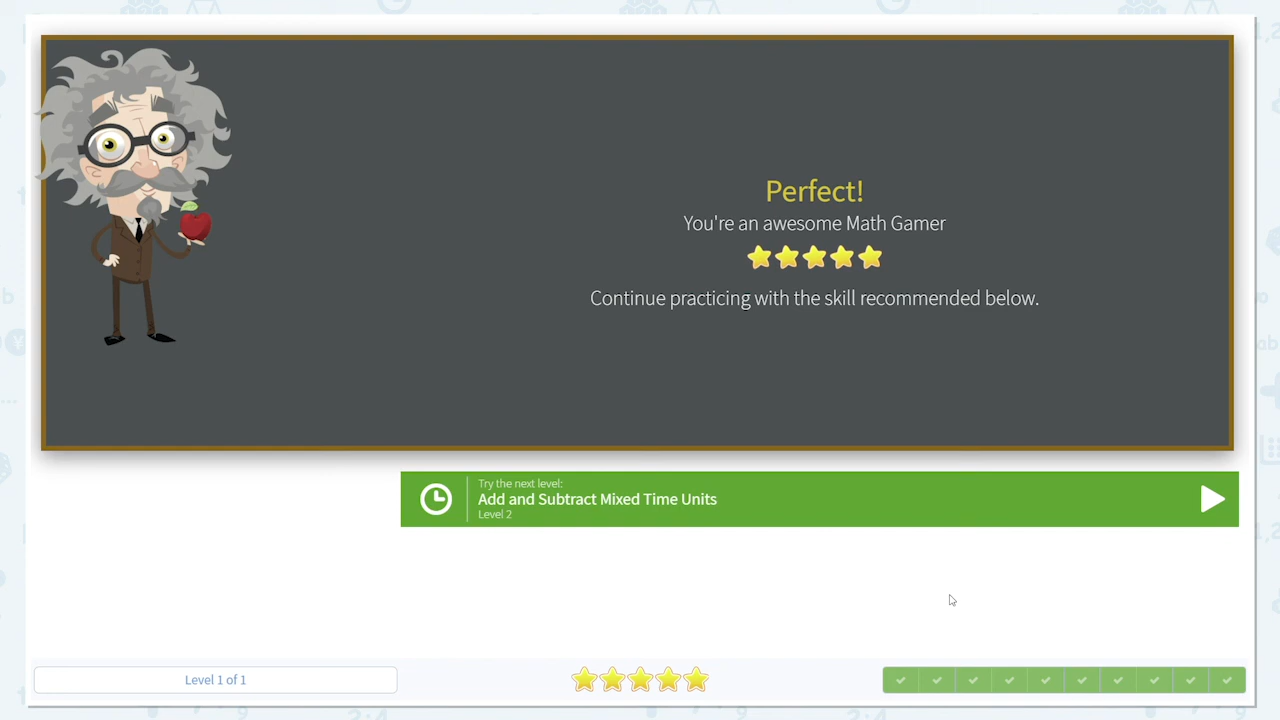 Perfect!
You're an awesome Math Gamer
Continue practicing with the skill recommended below.
Try the next level:
Add and Subtract Mixed Time Units
Level 2
Level 1 of 1